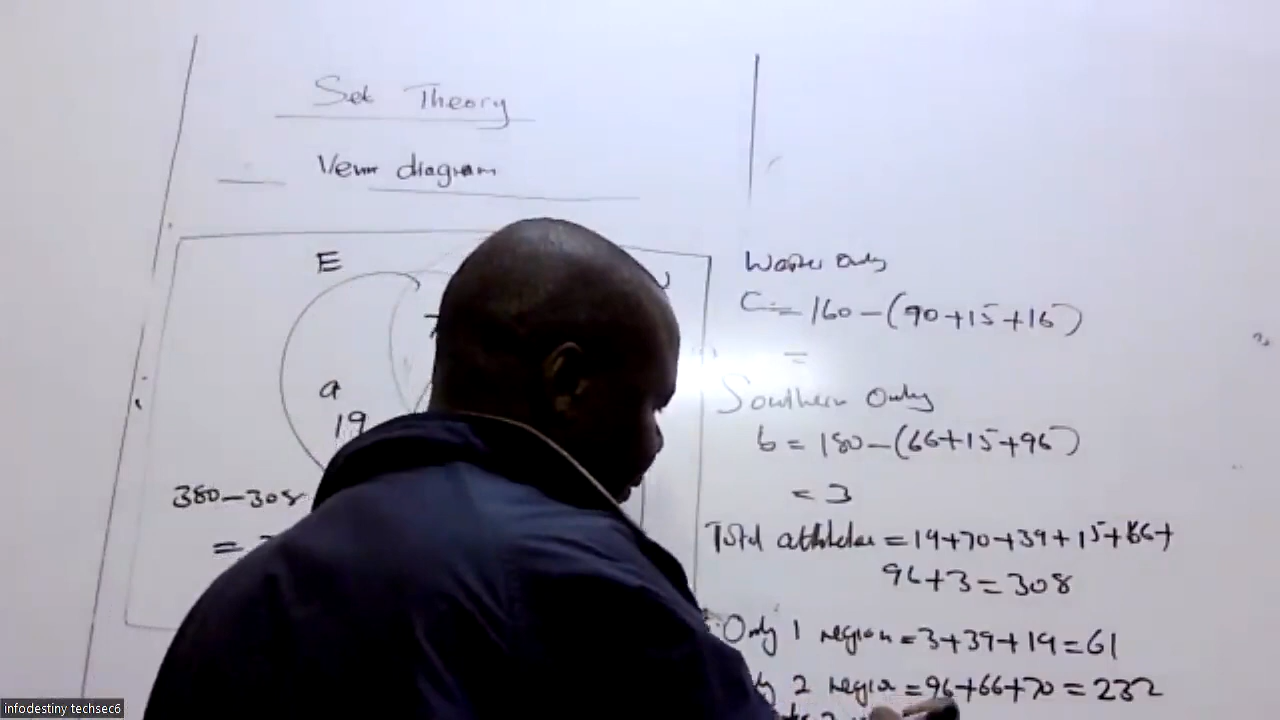 Set Theory
Venn diagram
E
a
19
380-308
=
Only
C = 160-(90+15+16)
=
Southern Only
b = 180-(66+15+96)
= 3
Total = 19+70+39+15+66+
96+3=308
Only 1 region = 3+39+19=61
2 region =96+66+70=232
infodestiny techsec6